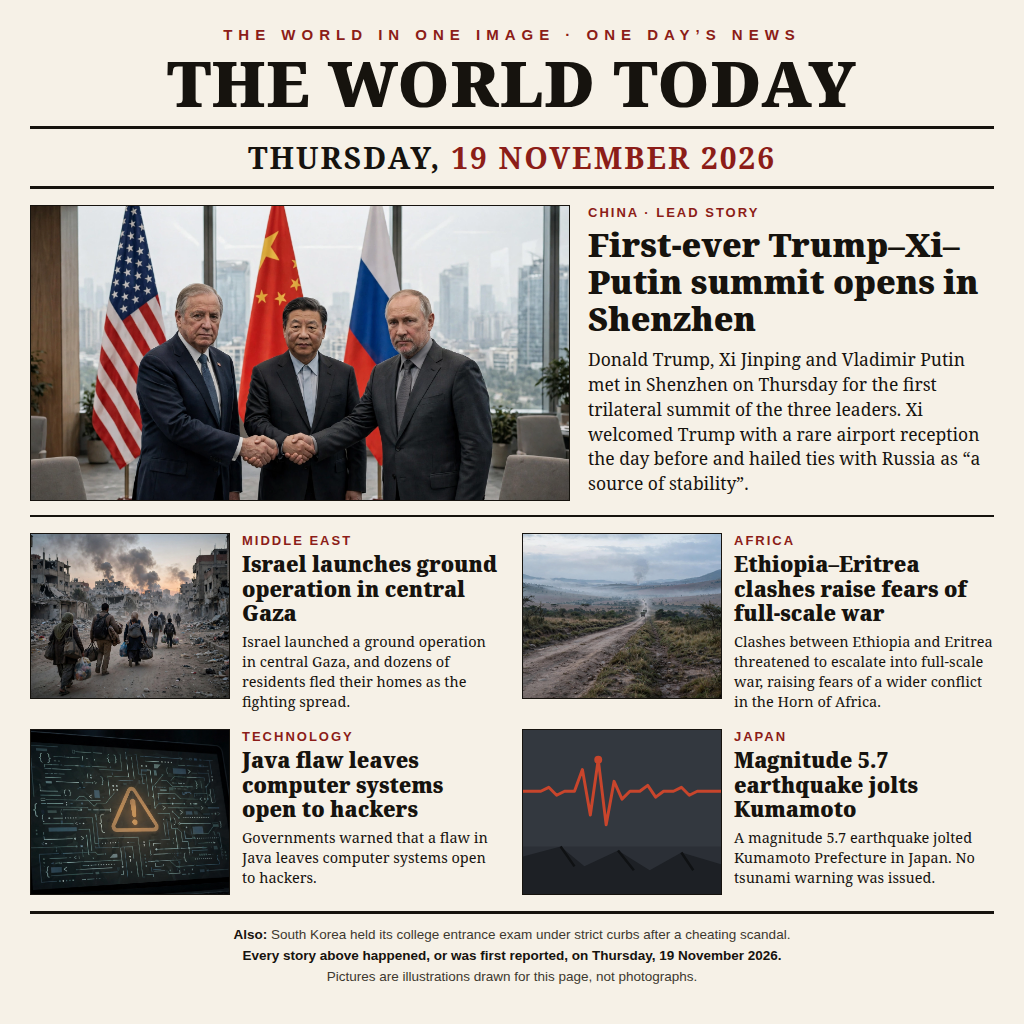 THE WORLD IN ONE IMAGE · ONE DAY’S NEWS
THE WORLD TODAY
THURSDAY, 19 NOVEMBER 2026
CHINA · LEAD STORY
First-ever Trump–Xi–
Putin summit opens in
Shenzhen
Donald Trump, Xi Jinping and Vladimir Putin
met in Shenzhen on Thursday for the first
trilateral summit of the three leaders. Xi
welcomed Trump with a rare airport reception
the day before and hailed ties with Russia as “a
source of stability”.
MIDDLE EAST
Israel launches ground
operation in central
Gaza
Israel launched a ground operation
in central Gaza, and dozens of
residents fled their homes as the
fighting spread.
AFRICA
Ethiopia–Eritrea
clashes raise fears of
full-scale war
Clashes between Ethiopia and Eritrea
threatened to escalate into full-scale
war, raising fears of a wider conflict
in the Horn of Africa.
TECHNOLOGY
Java flaw leaves
computer systems
open to hackers
Governments warned that a flaw in
Java leaves computer systems open
to hackers.
JAPAN
Magnitude 5.7
earthquake jolts
Kumamoto
A magnitude 5.7 earthquake jolted
Kumamoto Prefecture in Japan. No
tsunami warning was issued.
Also: South Korea held its college entrance exam under strict curbs after a cheating scandal.
Every story above happened, or was first reported, on Thursday, 19 November 2026.
Pictures are illustrations drawn for this page, not photographs.